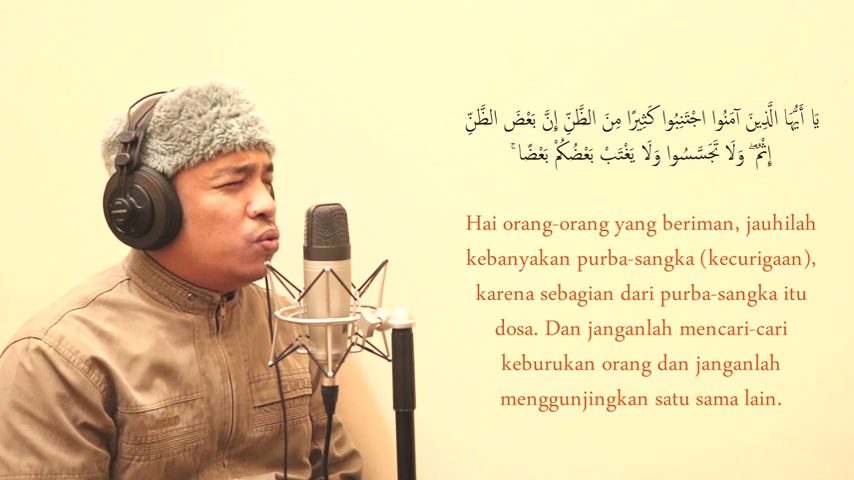 يَا أَيُّهَا الَّذِينَ آمَنُوا اجْتَنِبُوا كَثِيرًا مِنَ الظَّنِّ إِنَّ بَعْضَ الظَّنِّ
إِثْمٌ ۖ وَلَا تَجَسَّسُوا وَلَا يَغْتَبْ بَعْضُكُمْ بَعْضًا ۚ
Hai orang-orang yang beriman, jauhilah
kebanyakan purba-sangka (kecurigaan),
karena sebagian dari purba-sangka itu
dosa. Dan janganlah mencari-cari
keburukan orang dan janganlah
menggunjingkan satu sama lain.